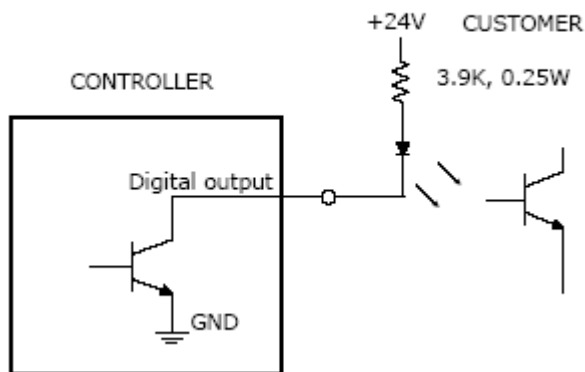 +24V CUSTOMER
3.9K, 0.25W
CONTROLLER
Digital output
GND